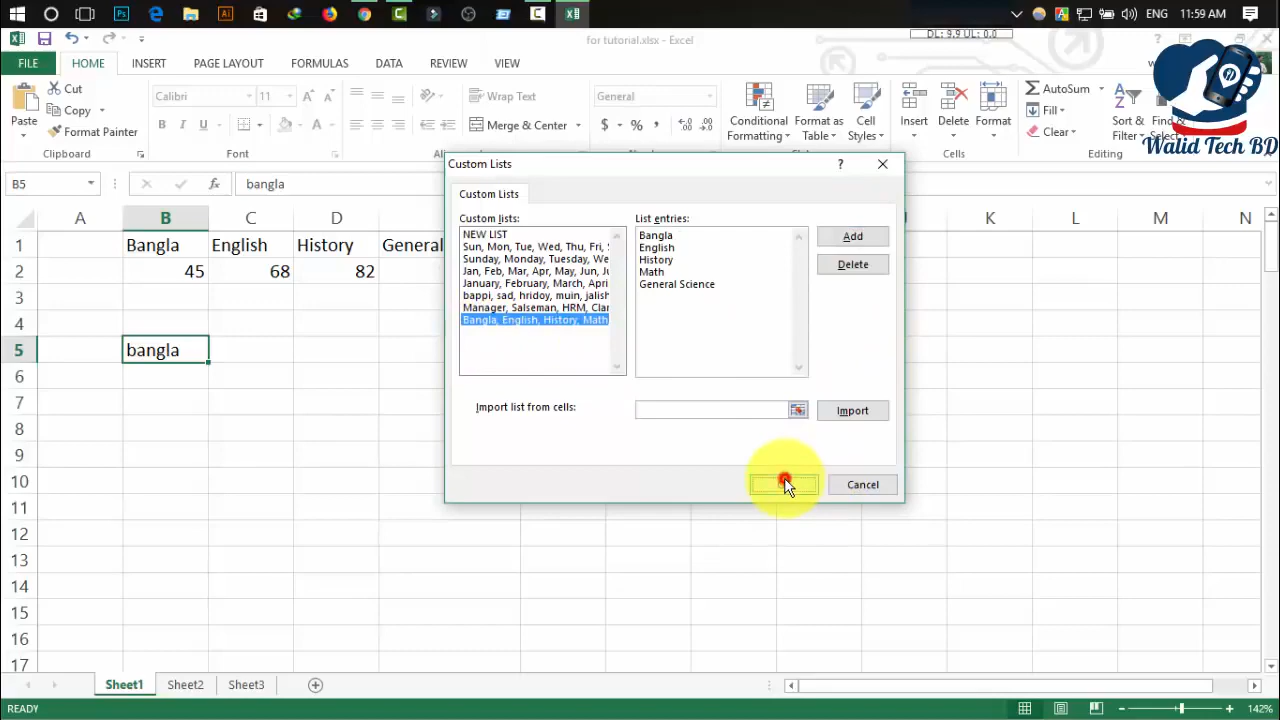 ENG 11:59 AM
for tutorial.xlsx - Excel
DL: 9.9 UL: 0.0
FILE HOME INSERT PAGE LAYOUT FORMULAS DATA REVIEW VIEW
Paste
Cut
Copy
Format Painter
Clipboard
Calibri 11
B I U
Font
Wrap Text
Merge & Center
General
$ % ,
Conditional Formatting
Format as Table
Cell Styles
Insert Delete Format
Cells
AutoSum
Fill
Clear
Sort & Filter
Find &
Editing
Walid Tech BD
B5 fx bangla
A B C D K L M N
1 Bangla English History General
2 45 68 82
3
4
5 bangla
6
7
8
9
10
11
12
13
14
15
16
17
Custom Lists
?
Custom Lists
Custom lists:
NEW LIST
Sun, Mon, Tue, Wed, Thu, Fri, S
Sunday, Monday, Tuesday, We
Jan, Feb, Mar, Apr, May, Jun, Ju
January, February, March, April
bappi, sad, hridoy, muin, jalish
Manager, Salseman, HRM, Clar
Bangla, English, History, Math
List entries:
Bangla
English
History
Math
General Science
Add
Delete
Import list from cells:
Import
Cancel
Sheet1 Sheet2 Sheet3
READY
142%